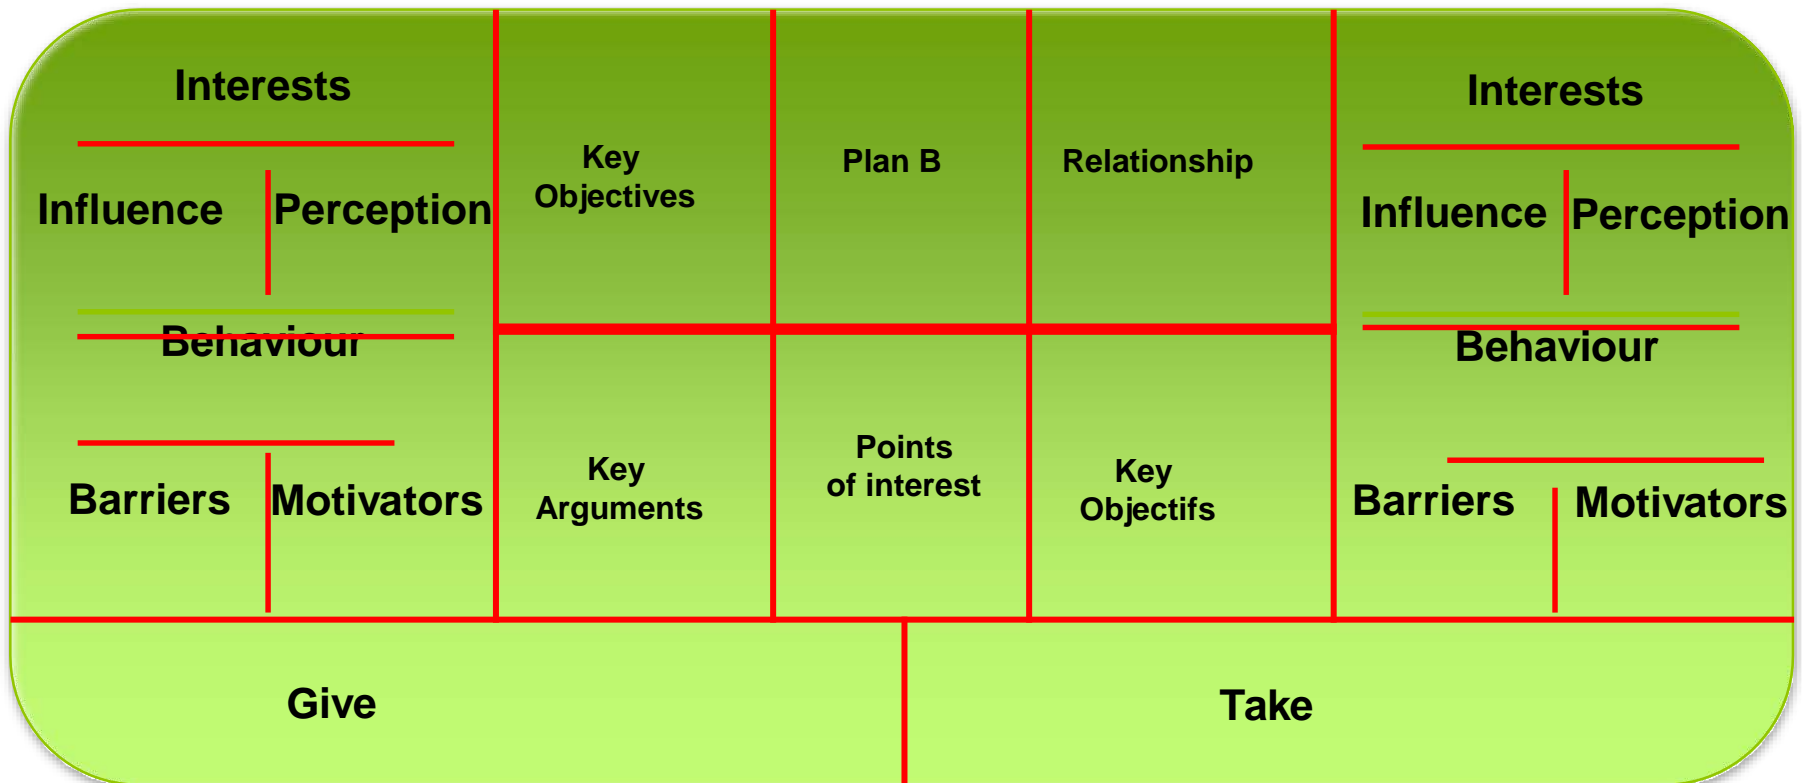 Interests
Influence
Perception
Behaviour
Barriers
Motivators
Key
Objectives
Plan B
Relationship
Key
Arguments
Points
of interest
Key
Objectifs
Interests
Influence
Perception
Behaviour
Barriers
Motivators
Give
Take